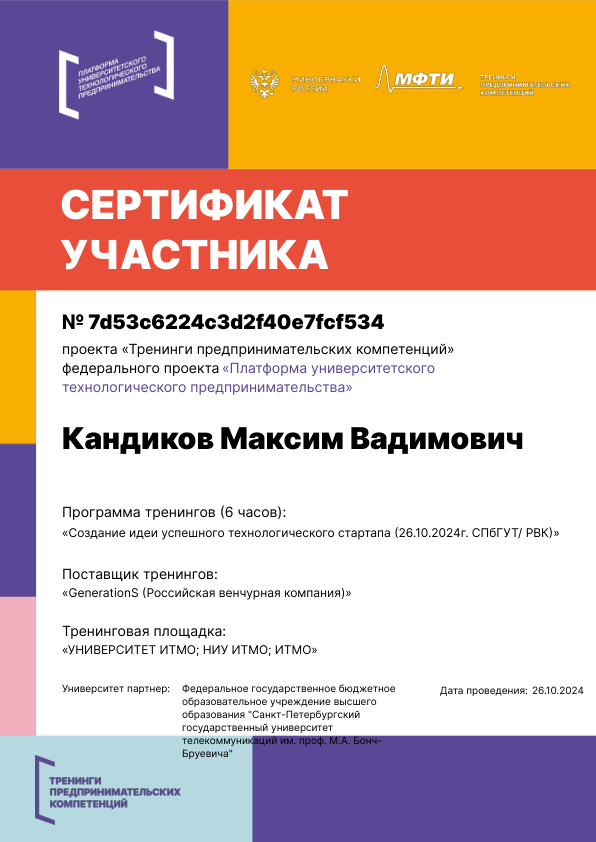 ПЛАТФОРМА
УНИВЕРСИТЕТСКОГО
ТЕХНОЛОГИЧЕСКОГО
ПРЕДПРИНИМАТЕЛЬСТВА
МИНОБРНАУКИ
РОССИИ
МФТИ
ТРЕНИНГИ
ПРЕДПРИНИМАТЕЛЬСКИХ
КОМПЕТЕНЦИЙ
СЕРТИФИКАТ
УЧАСТНИКА
№ 7d53c6224c3d2f40e7fcf534
проекта «Тренинги предпринимательских компетенций»
федерального проекта «Платформа университетского
технологического предпринимательства»
Кандиков Максим Вадимович
Программа тренингов (6 часов):
«Создание идеи успешного технологического стартапа (26.10.2024г. СПбГУТ/ РВК)»
Поставщик тренингов:
«GenerationS (Российская венчурная компания)»
Тренинговая площадка:
«УНИВЕРСИТЕТ ИТМО; НИУ ИТМО; ИТМО»
Университет партнер:
Федеральное государственное бюджетное
образовательное учреждение высшего
образования "Санкт-Петербургский
государственный университет
телекоммуникаций им. проф. М.А. Бонч-
Бруевича"
Дата проведения: 26.10.2024
ТРЕНИНГИ
ПРЕДПРИНИМАТЕЛЬСКИХ
КОМПЕТЕНЦИЙ